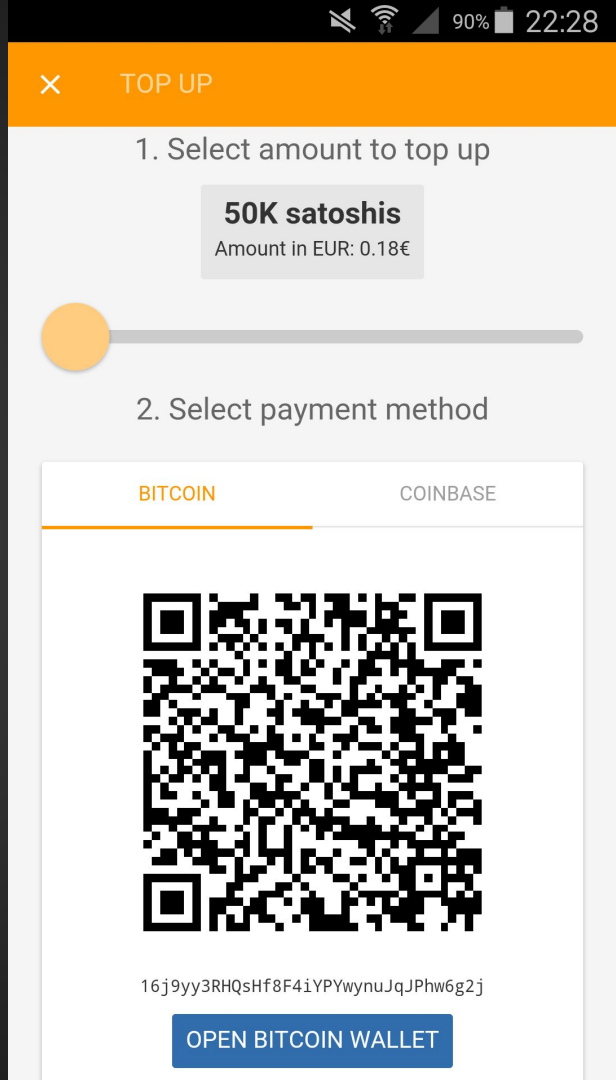 90% 22:28
TOP UP
1. Select amount to top up
50K satoshis
Amount in EUR: 0.18€
2. Select payment method
BITCOIN COINBASE
16j9yy3RHQsHf8F4iYPYwynuJqJPhw6g2j
OPEN BITCOIN WALLET